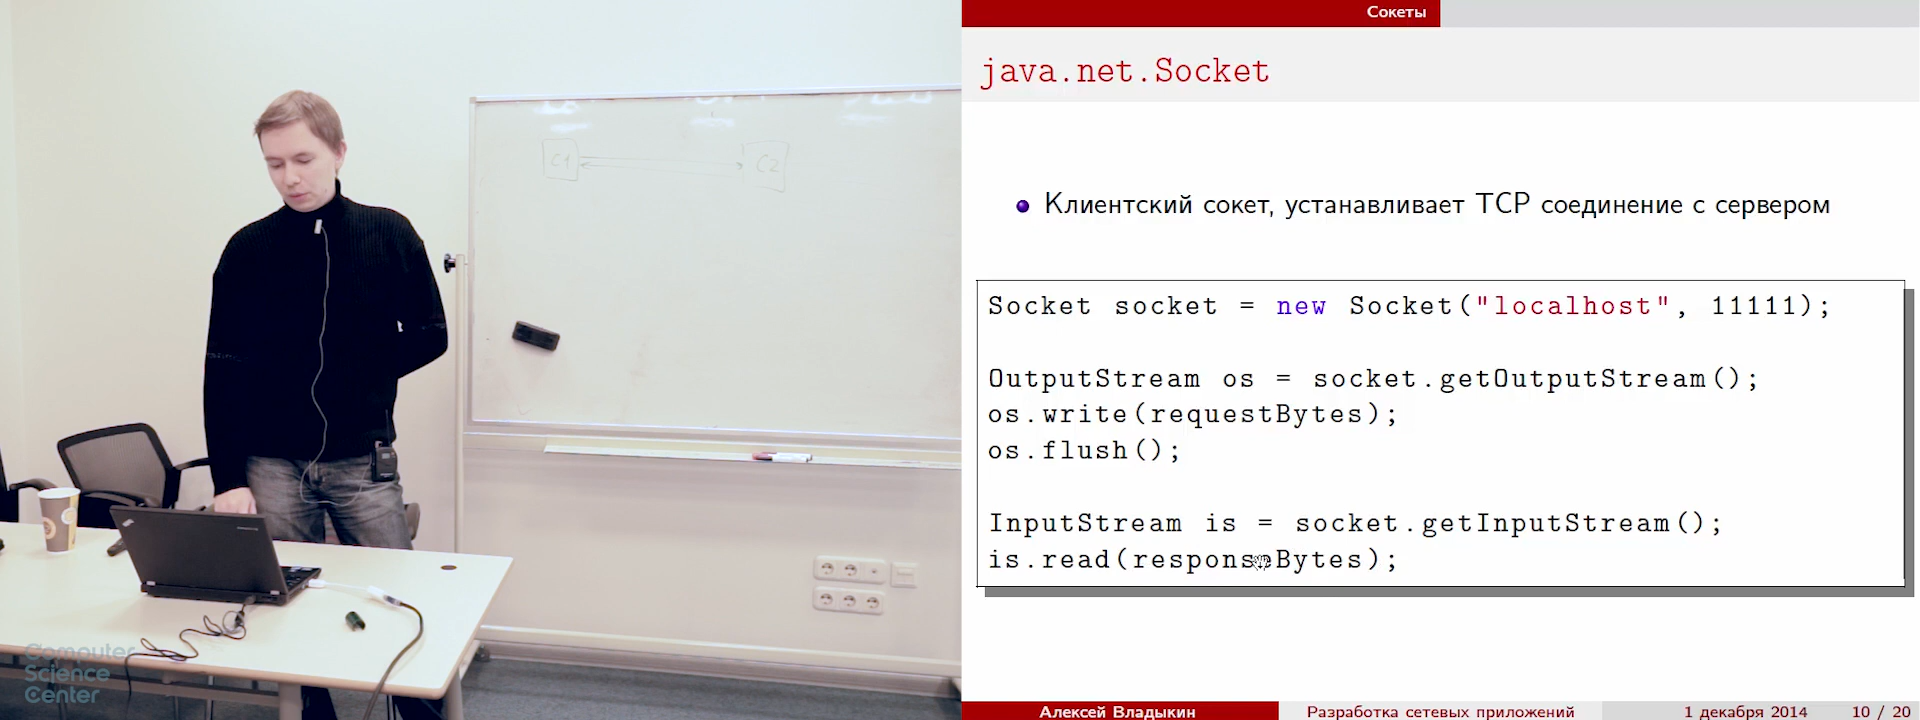 C1
C2
Computer
Science
Center
Сокеты
java.net.Socket
Клиентский сокет, устанавливает TCP соединение с сервером
Socket socket = new Socket("localhost", 11111);
OutputStream os = socket.getOutputStream();
os.write(requestBytes);
os.flush();
InputStream is = socket.getInputStream();
is.read(responseBytes);
Алексей Владыкин
Разработка сетевых приложений
1 декабря 2014
10 / 20